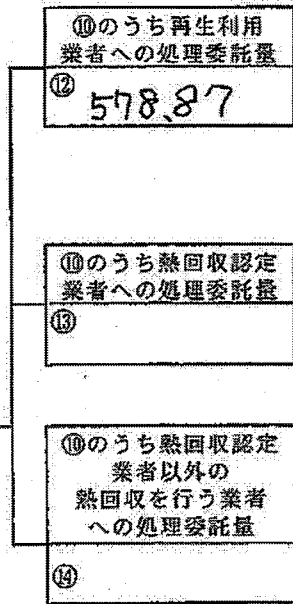 ⑩のうち再生利用
業者への処理委託量
⑫ 578.87
⑩のうち熱回収認定
業者への処理委託量
⑬
⑩のうち熱回収認定
業者以外の
熱回収を行う業者
への処理委託量
⑭